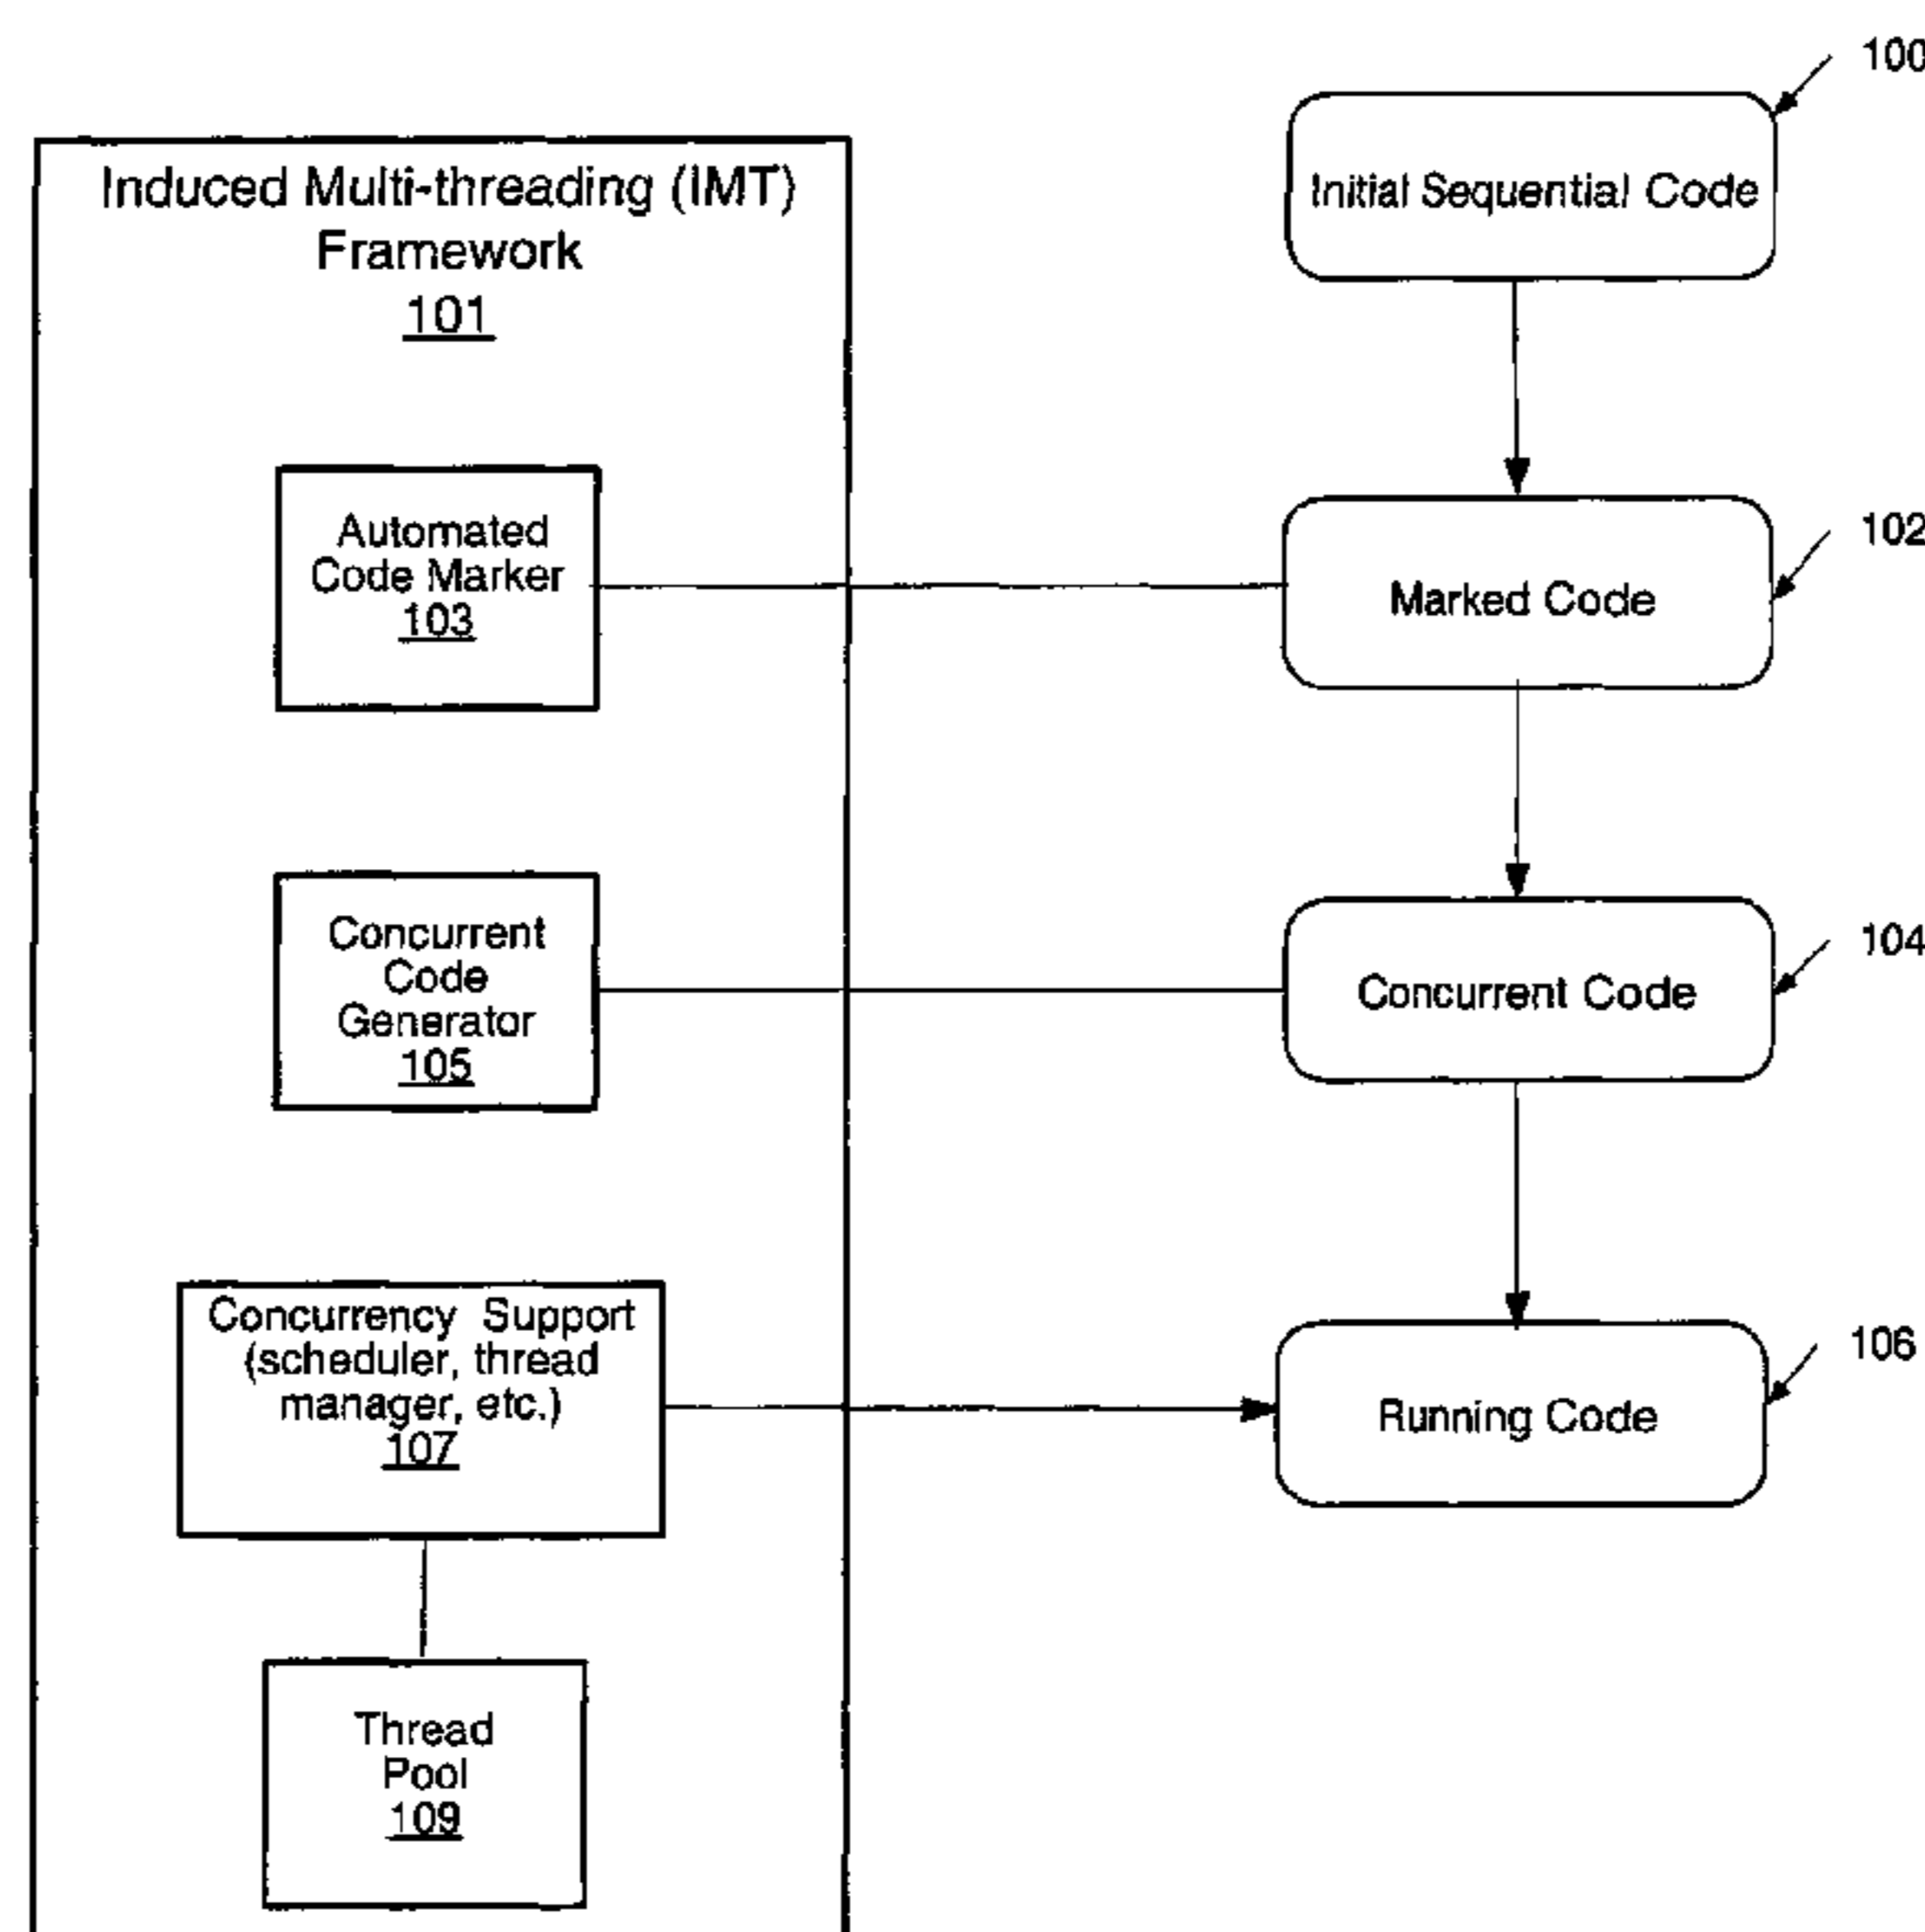 Induced Multi-threading (IMT)
Framework
101
Automated
Code Marker
103
Concurrent
Code
Generator
105
Concurrency Support
(scheduler, thread
manager, etc.)
107
Thread
Pool
109
100
Initial Sequential Code
102
Marked Code
104
Concurrent Code
106
Running Code